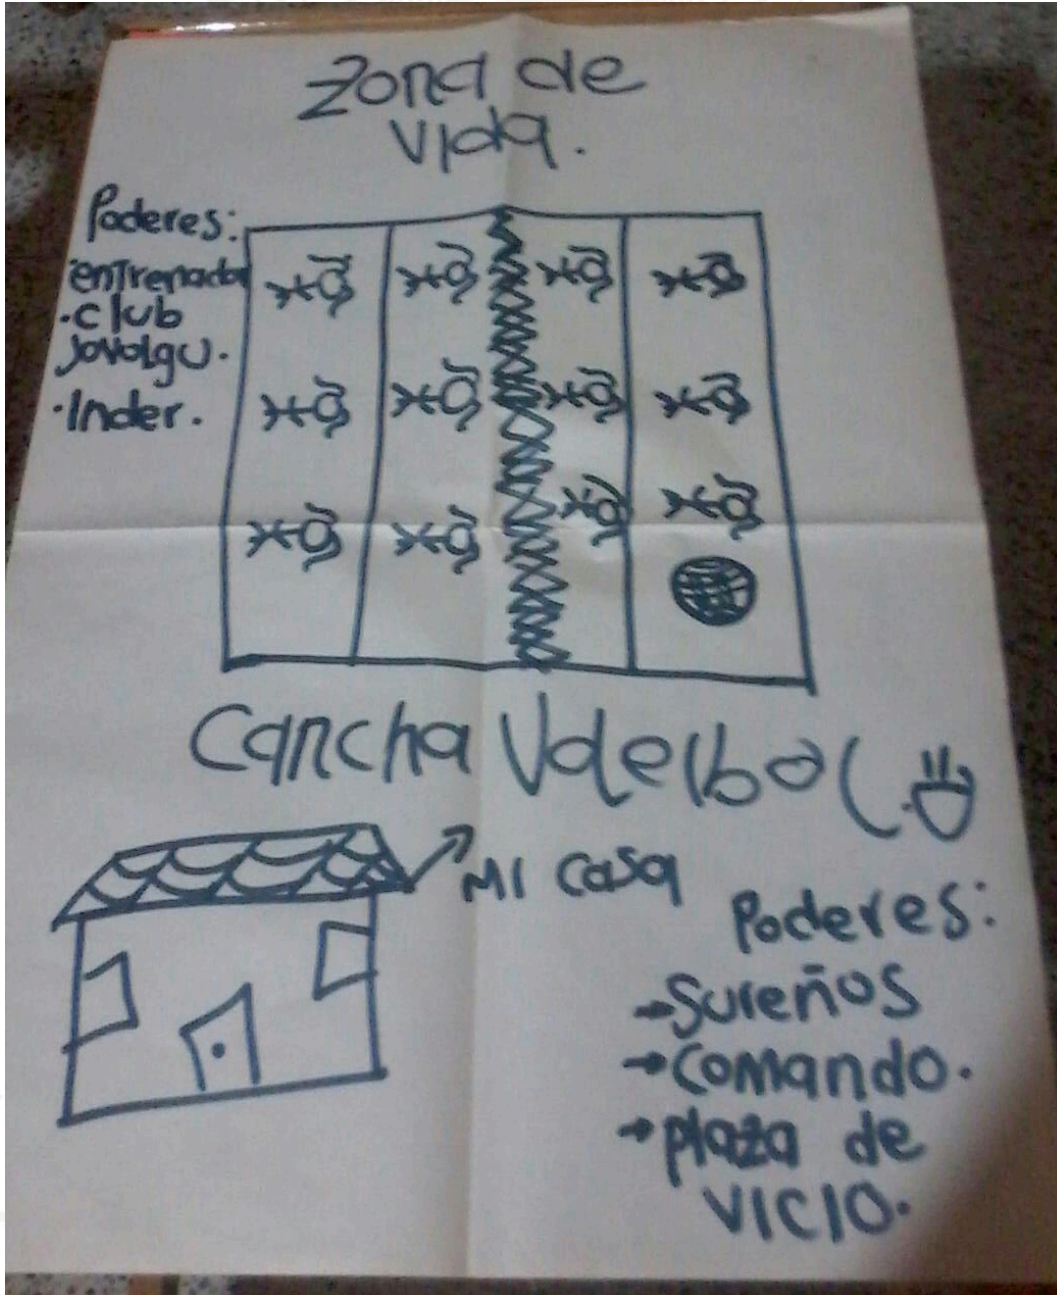 Zona de
Vida.
Poderes:
entrenador
·club
Jovolgu.
·Inder.
Cancha Voleibol
Mi casa
Poderes:
→Sureños
→Comando.
→plaza de
vicio.